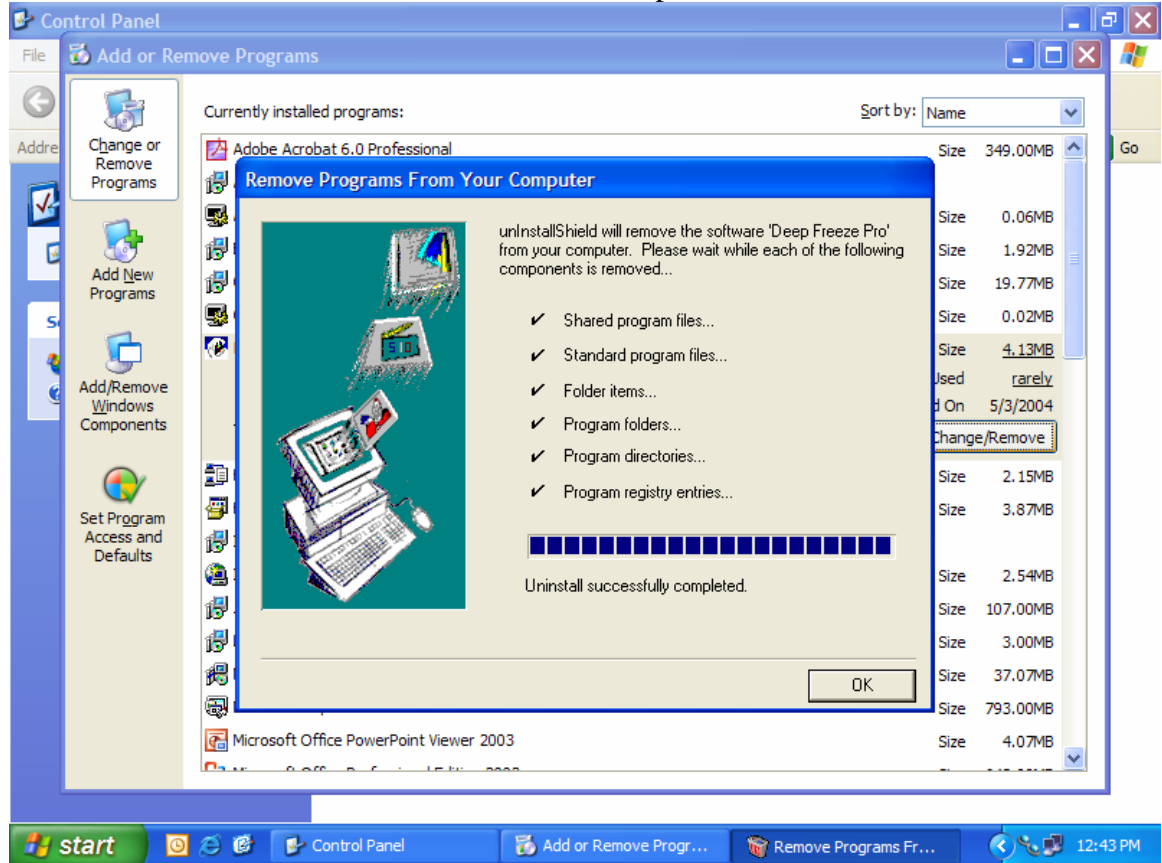 Control Panel
File
Add or Remove Programs
Change or
Remove
Programs
Currently installed programs:
Sort by:
Name
Addre
Go
Adobe Acrobat 6.0 Professional
Size
349.00MB
Remove Programs From Your Computer
unInstallShield will remove the software 'Deep Freeze Pro'
from your computer. Please wait while each of the following
components is removed...
Size
0.06MB
Size
1.92MB
Add New
Programs
Size
19.77MB
Shared program files...
Size
0.02MB
Standard program files...
Size
4.13MB
Add/Remove
Windows
Components
Folder items...
Used
rarely
d On
5/3/2004
Program folders...
Change/Remove
Program directories...
Size
2.15MB
Program registry entries...
Size
3.87MB
Set Program
Access and
Defaults
Uninstall successfully completed.
Size
2.54MB
Size
107.00MB
Size
3.00MB
OK
Size
37.07MB
Size
793.00MB
Microsoft Office PowerPoint Viewer 2003
Size
4.07MB
start
Control Panel
Add or Remove Progr...
Remove Programs Fr...
12:43 PM